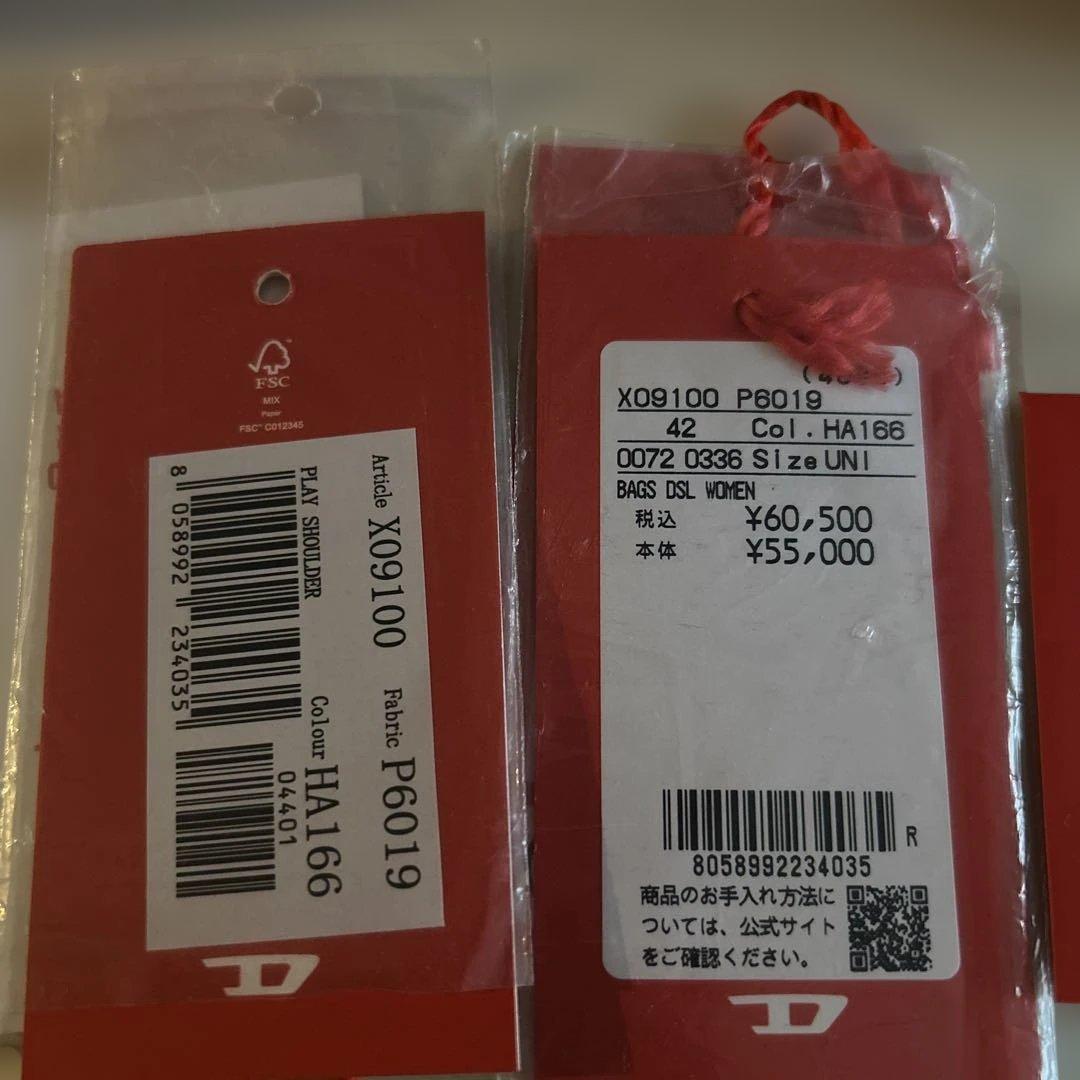 FSC
MIX
Paper
FSC™ C012345
Article X09100 Fabric P6019
PLAY SHOULDER Colour HA166
04401
8 058992 234035
X09100 P6019
42 Col.HA166
0072 0336 Size UNI
BAGS DSL WOMEN
税込 ¥60,500
本体 ¥55,000
R
8058992234035
商品のお手入れ方法に
ついては、公式サイト
をご確認ください。